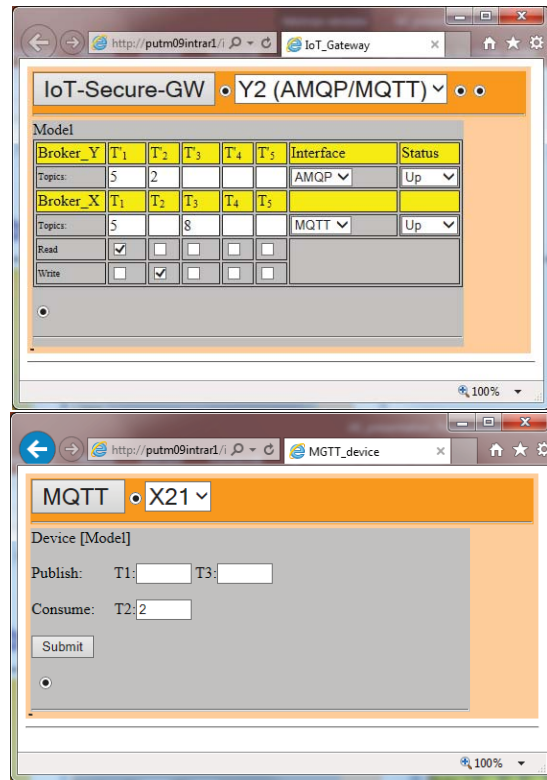 http://putm09intrar1/i
IoT_Gateway
IoT-Secure-GW Y2 (AMQP/MQTT)
Model
Broker_Y T'1 T'2 T'3 T'4 T'5 Interface Status
Topics: 5 2 AMQP Up
Broker_X T1 T2 T3 T4 T5
Topics: 5 8 MQTT Up
Read
Write
-
100%
http://putm09intrar1/i
MGTT_device
MQTT X21
Device [Model]
Publish: T1: T3:
Consume: T2: 2
Submit
-
100%